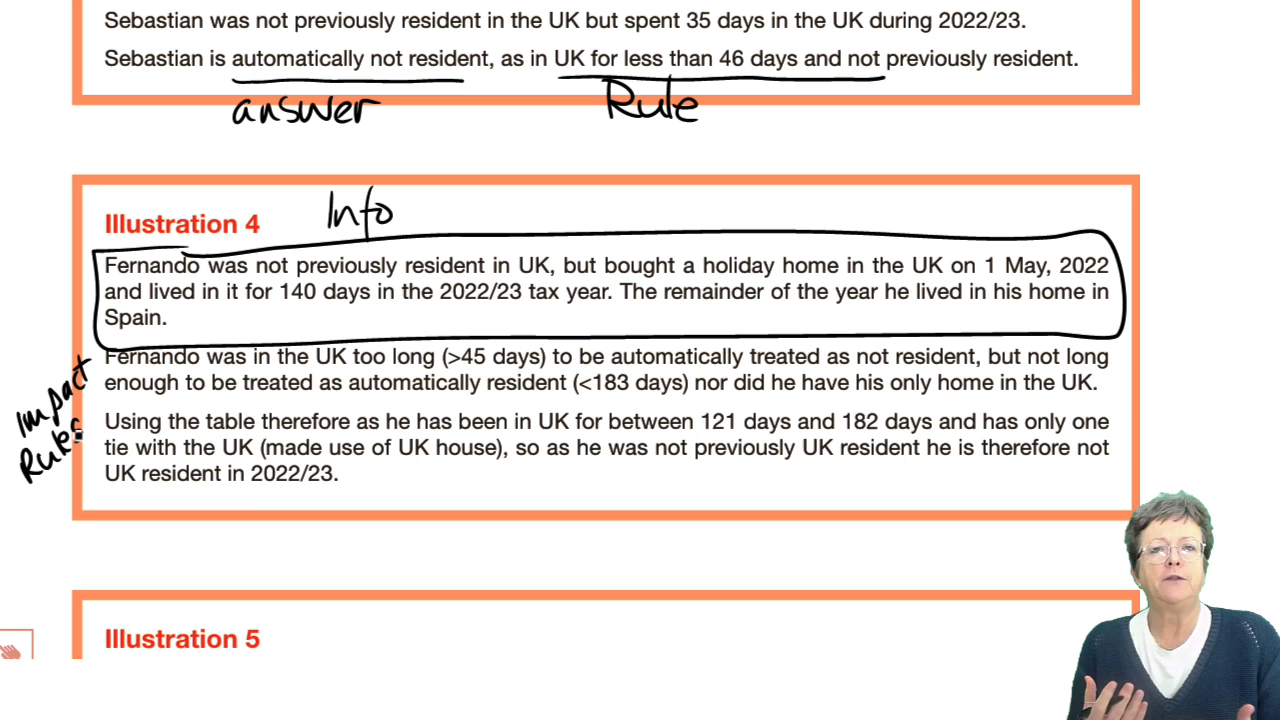 Sebastian was not previously resident in the UK but spent 35 days in the UK during 2022/23.
Sebastian is automatically not resident, as in UK for less than 46 days and not previously resident.
answer
Rule
Illustration 4
Info
Fernando was not previously resident in UK, but bought a holiday home in the UK on 1 May, 2022
and lived in it for 140 days in the 2022/23 tax year. The remainder of the year he lived in his home in
Spain.
Fernando was in the UK too long (>45 days) to be automatically treated as not resident, but not long
enough to be treated as automatically resident (<183 days) nor did he have his only home in the UK.
Impact
Rules
Using the table therefore as he has been in UK for between 121 days and 182 days and has only one
tie with the UK (made use of UK house), so as he was not previously UK resident he is therefore not
UK resident in 2022/23.
Illustration 5